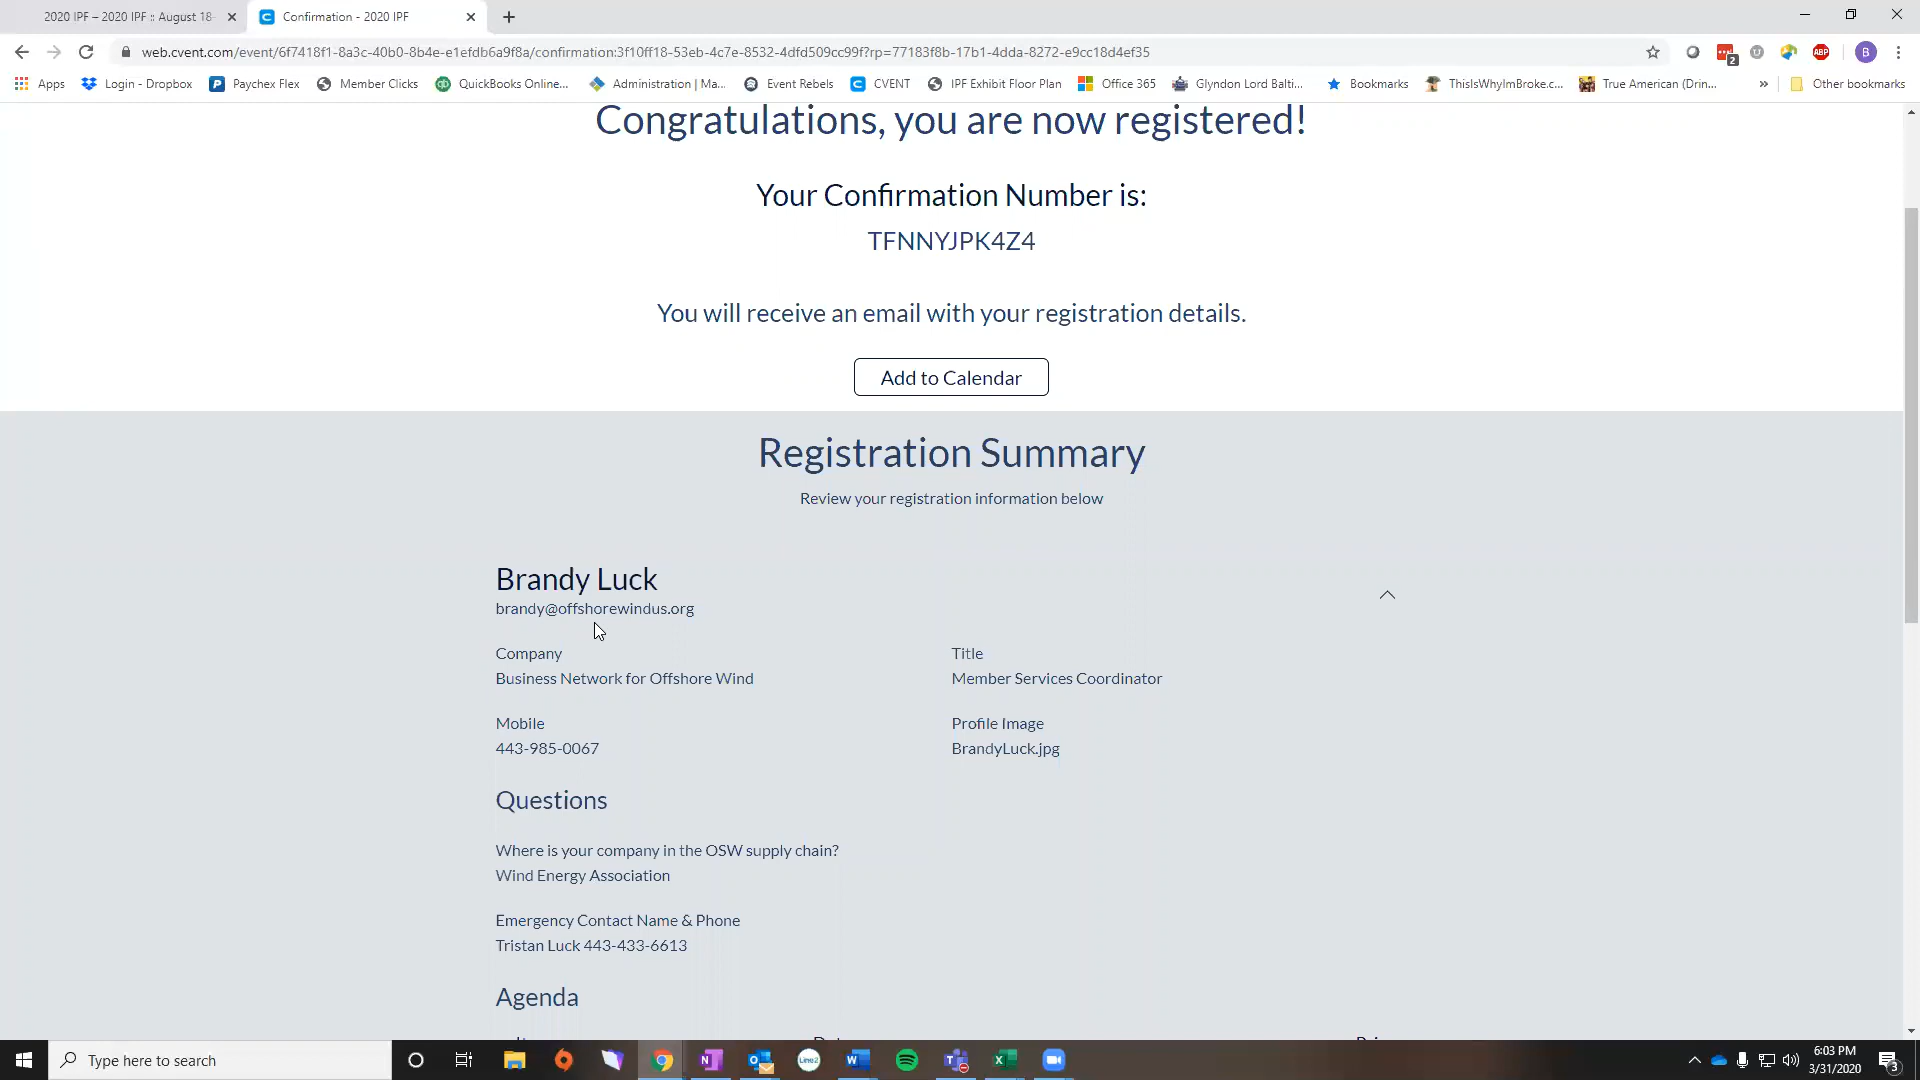 2020 IPF – 2020 IPF :: August 18-
Confirmation - 2020 IPF
web.cvent.com/event/6f7418f1-8a3c-40b0-8b4e-e1efdb6a9f8a/confirmation:3f10ff18-53eb-4c7e-8532-4dfd509cc99f?rp=77183f8b-17b1-4dda-8272-e9cc18d4ef35
2
ABP
B
Apps
Login - Dropbox
Paychex Flex
Member Clicks
QuickBooks Online...
Administration | Ma...
Event Rebels
CVENT
IPF Exhibit Floor Plan
Office 365
Glyndon Lord Balti...
Bookmarks
ThisIsWhyImBroke.c...
True American (Drin...
»
Other bookmarks
Congratulations, you are now registered!
Your Confirmation Number is:
TFNNYJPK4Z4
You will receive an email with your registration details.
Add to Calendar
Registration Summary
Review your registration information below
Brandy Luck
brandy@offshorewindus.org
Company
Business Network for Offshore Wind
Title
Member Services Coordinator
Mobile
443-985-0067
Profile Image
BrandyLuck.jpg
Questions
Where is your company in the OSW supply chain?
Wind Energy Association
Emergency Contact Name & Phone
Tristan Luck 443-433-6613
Agenda
Type here to search
Line2
6:03 PM
3/31/2020
3